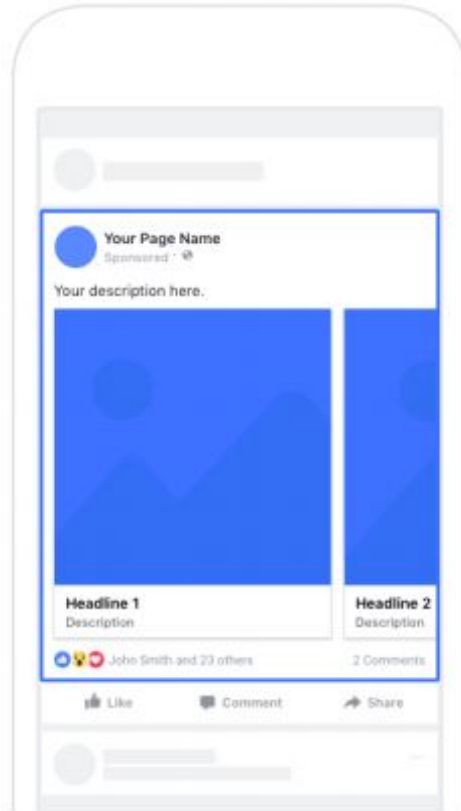 Your Page Name
Sponsored ·
Your description here.
Headline 1
Description
Headline 2
Description
John Smith and 23 others
2 Comments
Like
Comment
Share